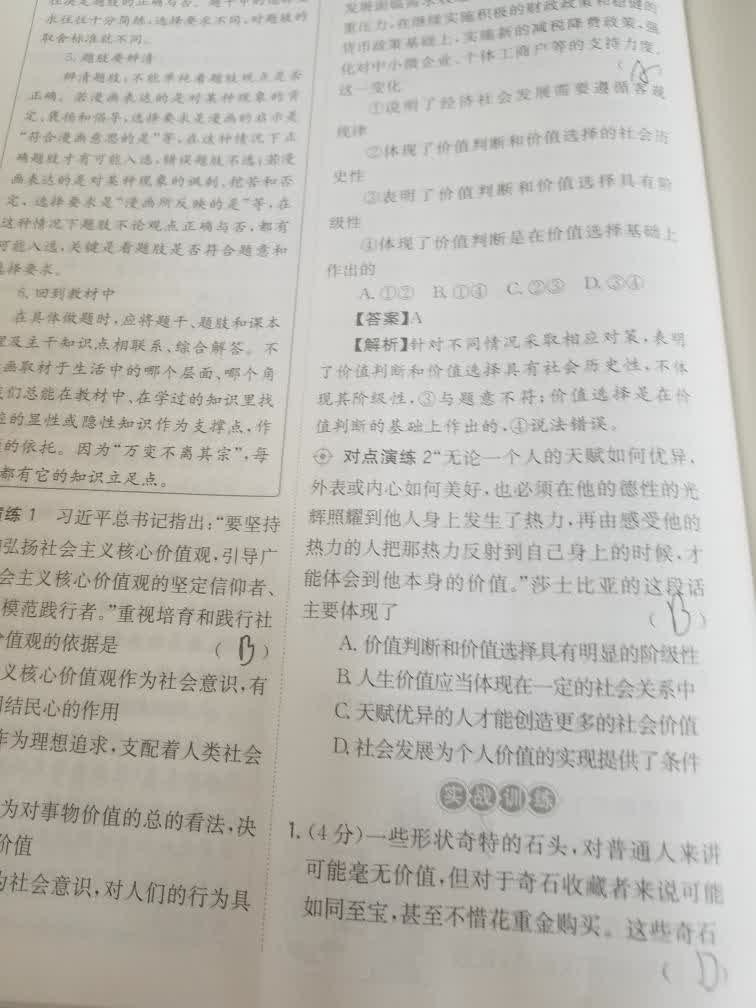 求往往十分简练,选择要求不同,对题肢的
取舍标准就不同。
5. 题肢要辨清
辨清题肢,不能单纯看题肢观点是否
正确。若漫画表达的是对某种现象的肯
定、褒扬和倡导,选择要求是漫画的启示是
“符合漫画意思的是”等,在这种情况下正
确题肢才有可能入选,错误题肢不选;若漫
画表达的是对某种现象的讽刺、挖苦和否
定,选择要求是“漫画所反映的是”等,在
这种情况下题肢不论观点正确与否,都有
可能入选,关键是看题肢是否符合题意和
选择要求。
6. 回到教材中
在具体做题时,应将题干、题肢和课本
及主干知识点相联系、综合解答。不
画取材于生活中的哪个层面、哪个角
们总能在教材中、在学过的知识里找
的显性或隐性知识作为支撑点,作
的依托。因为“万变不离其宗”,每
都有它的知识立足点。
练 1 习近平总书记指出:“要坚持
弘扬社会主义核心价值观,引导广
会主义核心价值观的坚定信仰者、
模范践行者。”重视培育和践行社
价值观的依据是 ( B )
义核心价值观作为社会意识,有
结民心的作用
作为理想追求,支配着人类社会
为对事物价值的总的看法,决
价值
社会意识,对人们的行为具
重压力,在继续实施积极的财政政策和稳健的
货币政策基础上,实施新的减税降费政策,强
化对中小微企业、个体工商户等的支持力度。
这一变化 ( A )
①说明了经济社会发展需要遵循客观
规律
②体现了价值判断和价值选择的社会历
史性
③表明了价值判断和价值选择具有阶
级性
④体现了价值判断是在价值选择基础上
作出的
A. ①② B. ①④ C. ②③ D. ③④
【答案】A
【解析】针对不同情况采取相应对策,表明
了价值判断和价值选择具有社会历史性,不体
现其阶级性,③与题意不符;价值选择是在价
值判断的基础上作出的,④说法错误。
对点演练 2“无论一个人的天赋如何优异,
外表或内心如何美好,也必须在他的德性的光
辉照耀到他人身上发生了热力,再由感受他的
热力的人把那热力反射到自己身上的时候,才
能体会到他本身的价值。”莎士比亚的这段话
主要体现了 ( B )
A. 价值判断和价值选择具有明显的阶级性
B. 人生价值应当体现在一定的社会关系中
C. 天赋优异的人才能创造更多的社会价值
D. 社会发展为个人价值的实现提供了条件
实战训练
1. (4 分)一些形状奇特的石头,对普通人来讲
可能毫无价值,但对于奇石收藏者来说可能
如同至宝,甚至不惜花重金购买。这些奇石
( D )